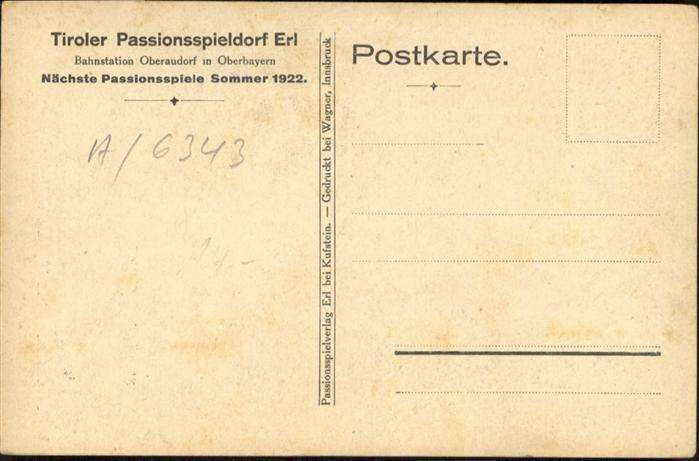 Tiroler Passionsspieldorf Erl
Bahnstation Oberaudorf in Oberbayern
Nächste Passionsspiele Sommer 1922.
A/6343
Passionsspielverlag Erl bei Kufstein. — Gedruckt bei Wagner, Innsbruck
Postkarte.